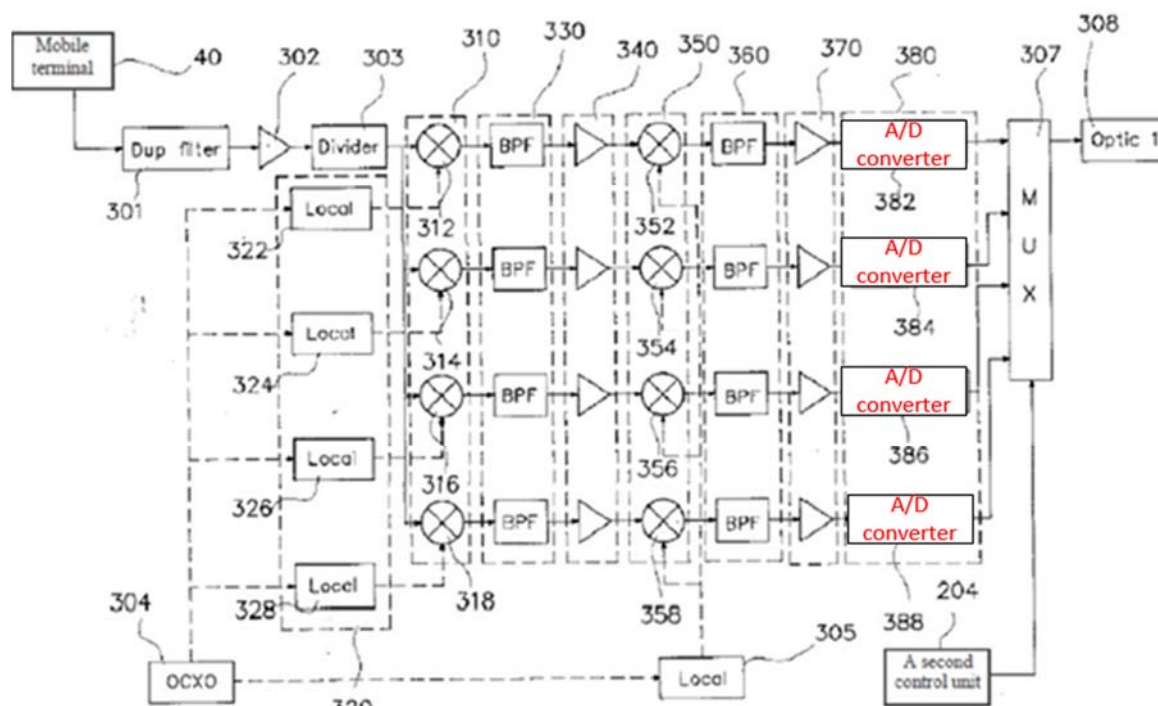 Mobile
terminal
40
302
303
310
330
340
350
360
370
380
307
308
Dup filter
Divider
BPF
BPF
A/D
converter
Optic 1
301
322
Local
312
352
382
M
U
X
BPF
BPF
A/D
converter
324
Local
314
354
384
BPF
BPF
A/D
converter
326
Local
316
356
386
BPF
BPF
A/D
converter
304
328
Local
318
358
388
204
305
OCXO
Local
A second
control unit